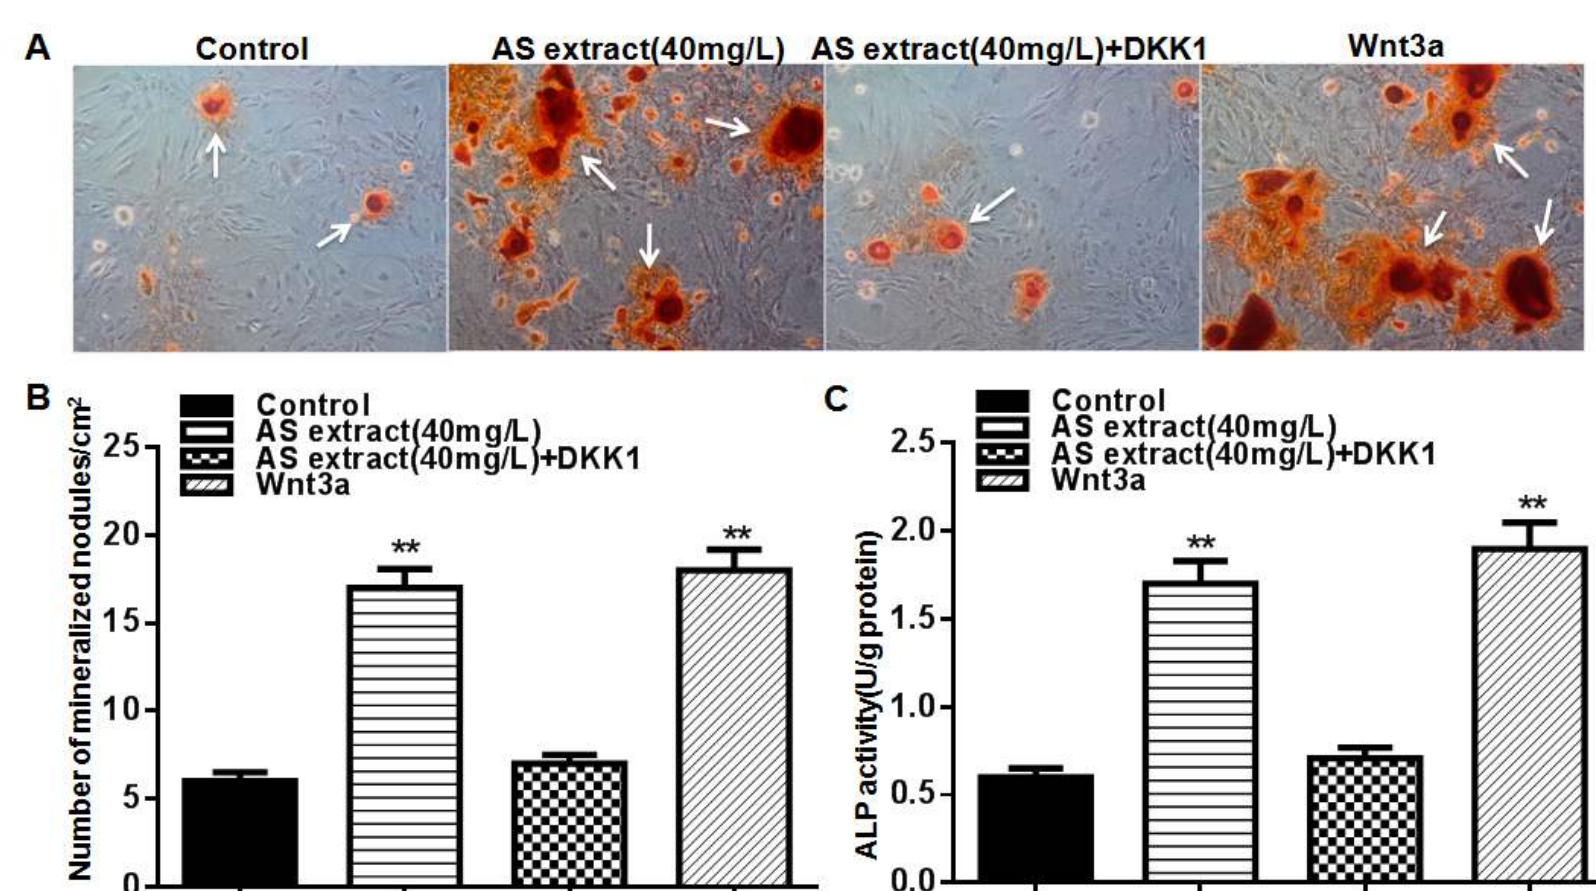 A
Control
AS extract(40mg/L)
AS extract(40mg/L)+DKK1
Wnt3a
B
Number of mineralized nodules/cm²
Control
AS extract(40mg/L)
AS extract(40mg/L)+DKK1
Wnt3a
25
20
15
10
5
0
**
**
C
ALP activity(U/g protein)
Control
AS extract(40mg/L)
AS extract(40mg/L)+DKK1
Wnt3a
2.5
2.0
1.5
1.0
0.5
0.0
**
**